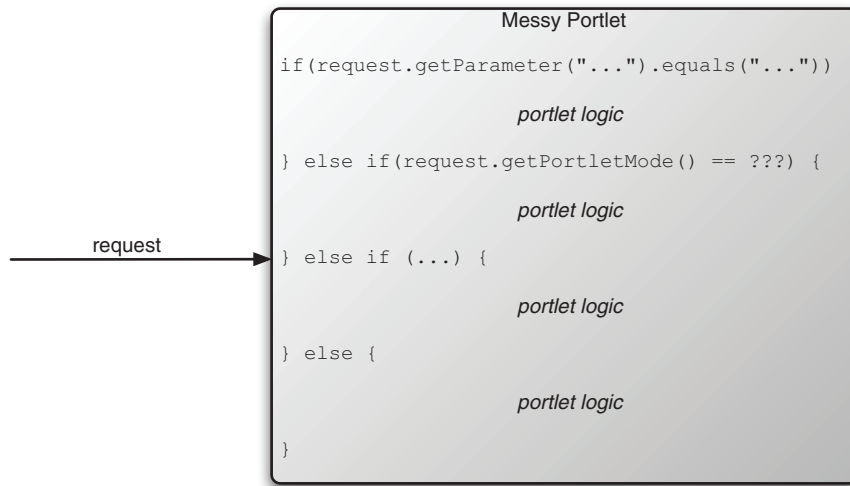 Messy Portlet
if(request.getParameter("...").equals("..."))
portlet logic
} else if(request.getPortletMode() == ???) {
portlet logic
request
} else if (...) {
portlet logic
} else {
portlet logic
}